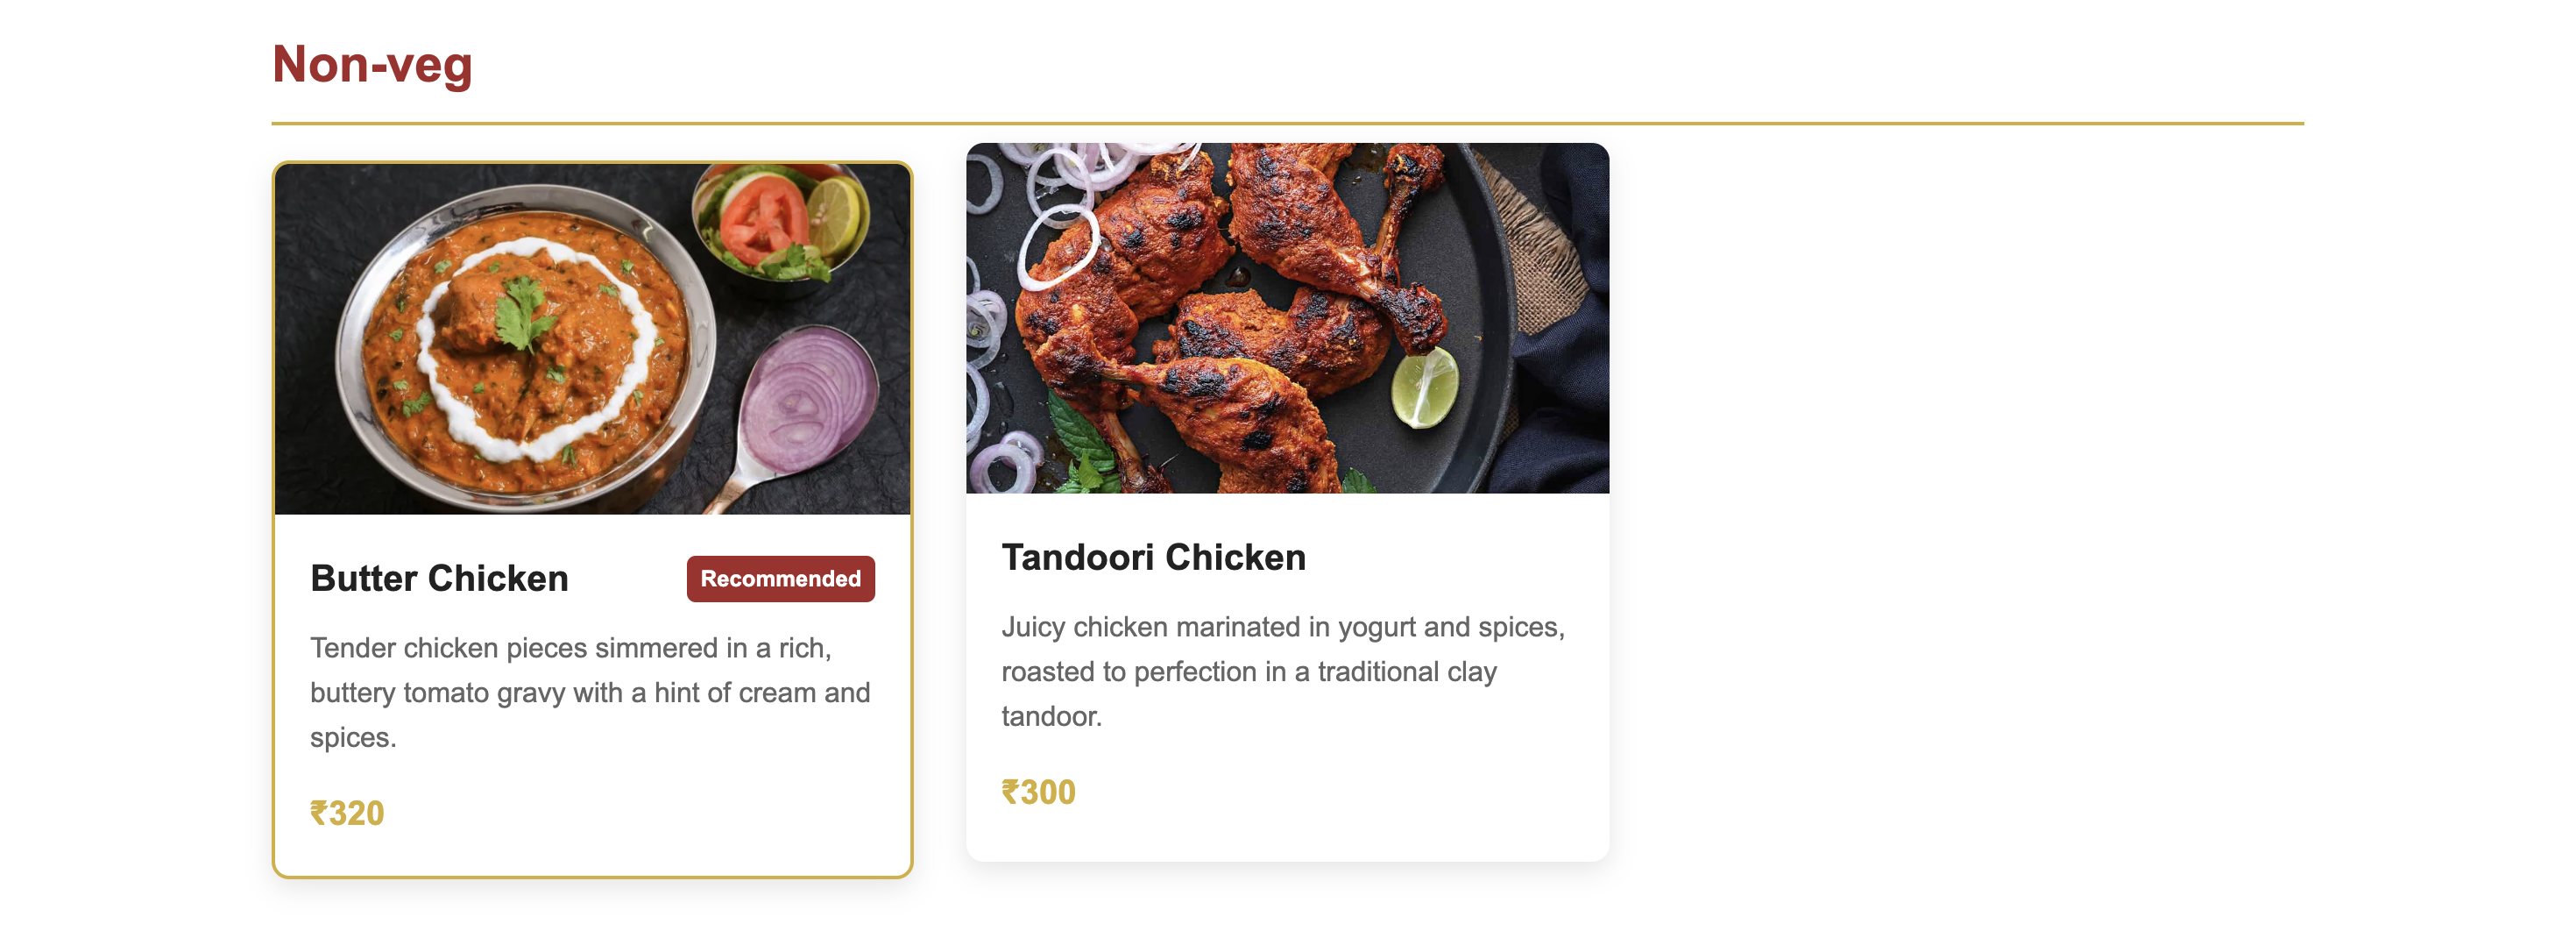 Non-veg
Butter Chicken
Recommended
Tender chicken pieces simmered in a rich,
buttery tomato gravy with a hint of cream and
spices.
₹320
Tandoori Chicken
Juicy chicken marinated in yogurt and spices,
roasted to perfection in a traditional clay
tandoor.
₹300